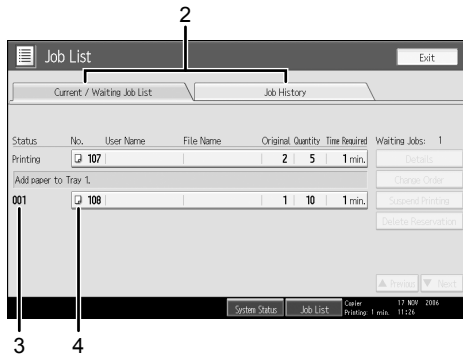 2
Job List
Exit
Current / Waiting Job List
Job History
Status No. User Name File Name Original Quantity Time Required Waiting Jobs: 1
Printing 107 2 5 1 min. Details
Add paper to Tray 1. Change Order
001 108 1 10 1 min. Suspend Printing
Delete Reservation
▲ Previous ▼ Next
System Status Job List Copier 17 NOV 2006
Printing: 1 min. 11:26
3 4